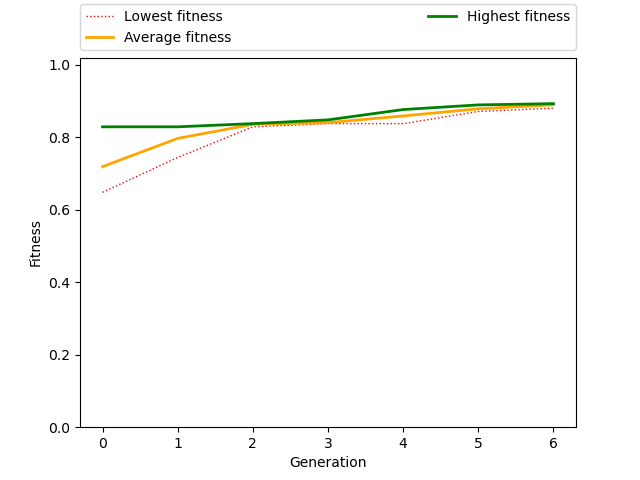 Lowest fitness
Average fitness
Highest fitness
1.0
0.8
0.6
0.4
0.2
0.0
Fitness
0 1 2 3 4 5 6
Generation